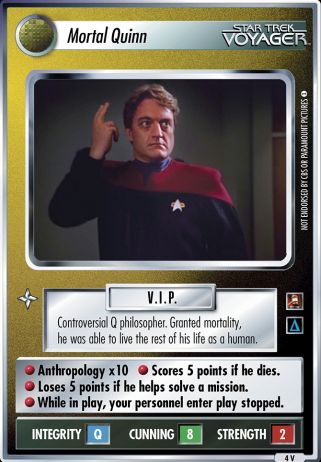 Mortal Quinn
STAR TREK
VOYAGER
NOT ENDORSED BY CBS OR PARAMOUNT PICTURES
V.I.P.
Controversial Q philosopher. Granted mortality,
he was able to live the rest of his life as a human.
• Anthropology x10 • Scores 5 points if he dies.
• Loses 5 points if he helps solve a mission.
• While in play, your personnel enter play stopped.
INTEGRITY Q CUNNING 8 STRENGTH 2
4 V